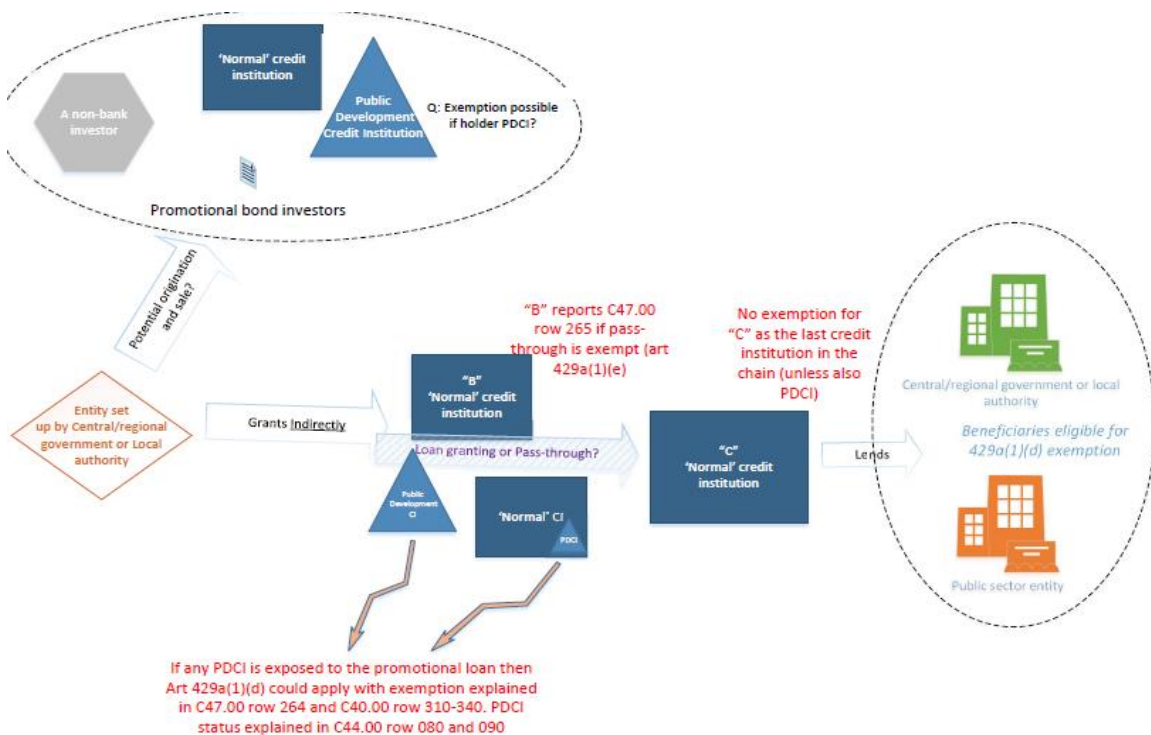 'Normal' credit
institution
A non-bank
investor
Public
Development
Credit Institution
Q: Exemption possible
if holder PDCI?
Promotional bond investors
Potential origination
and sale?
"B" reports C47.00
row 265 if pass-
through is exempt (art
429a(1)(e)
No exemption for
"C" as the last credit
institution in the
chain (unless also
PDCI)
Central/regional government or local
authority
Beneficiaries eligible for
429a(1)(d) exemption
Public sector entity
Entity set
up by Central/regional
government or Local
authority
Grants Indirectly
"B"
'Normal' credit
institution
Loan granting or Pass-through?
"C"
'Normal' credit
institution
Lends
Public
Development
CI
'Normal' CI
PDCI
If any PDCI is exposed to the promotional loan then
Art 429a(1)(d) could apply with exemption explained
in C47.00 row 264 and C40.00 row 310-340. PDCI
status explained in C44.00 row 080 and 090